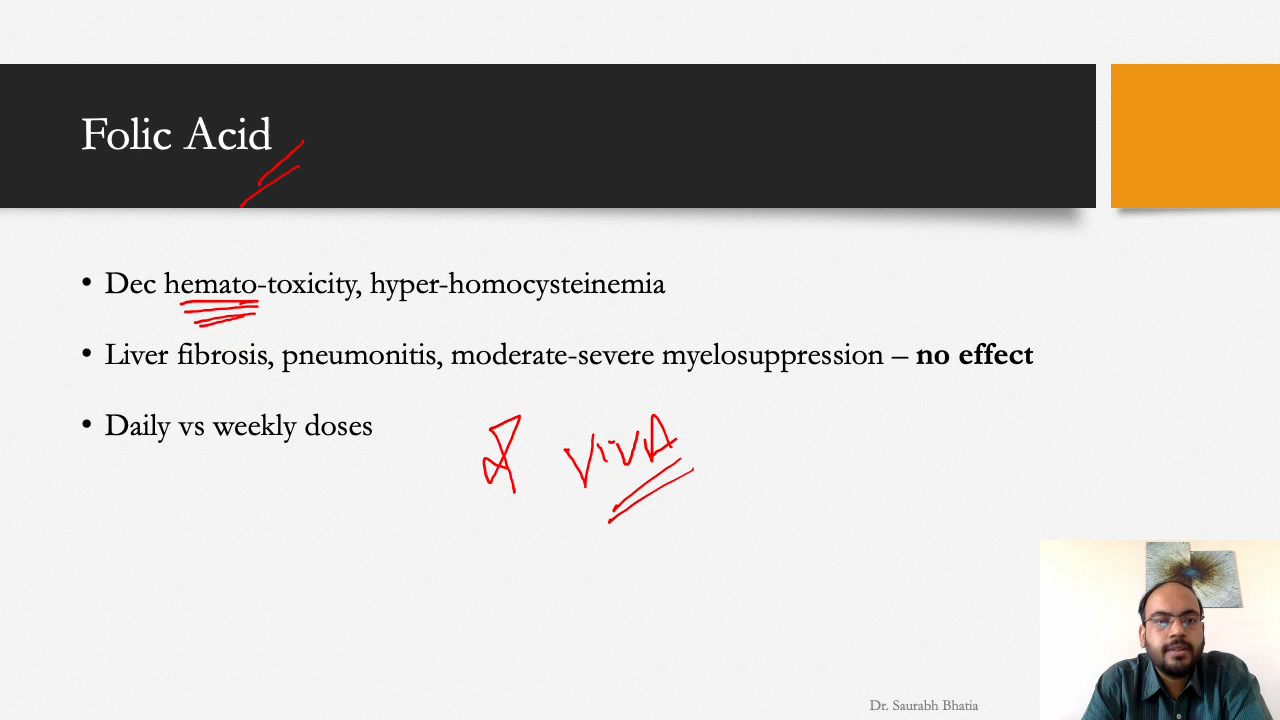 Folic Acid
• Dec hemato-toxicity, hyper-homocysteinemia
• Liver fibrosis, pneumonitis, moderate-severe myelosuppression – no effect
• Daily vs weekly doses
VIVA
Dr. Saurabh Bhatia